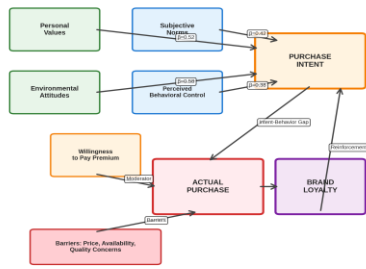 Personal
Values
Subjective
Norms
β=0.52
β=0.42
PURCHASE
INTENT
Environmental
Attitudes
Perceived
Behavioral Control
β=0.68
β=0.38
Intent-Behavior Gap
Willingness
to Pay Premium
Moderator
ACTUAL
PURCHASE
BRAND
LOYALTY
Reinforcement
Barriers
Barriers: Price, Availability,
Quality Concerns